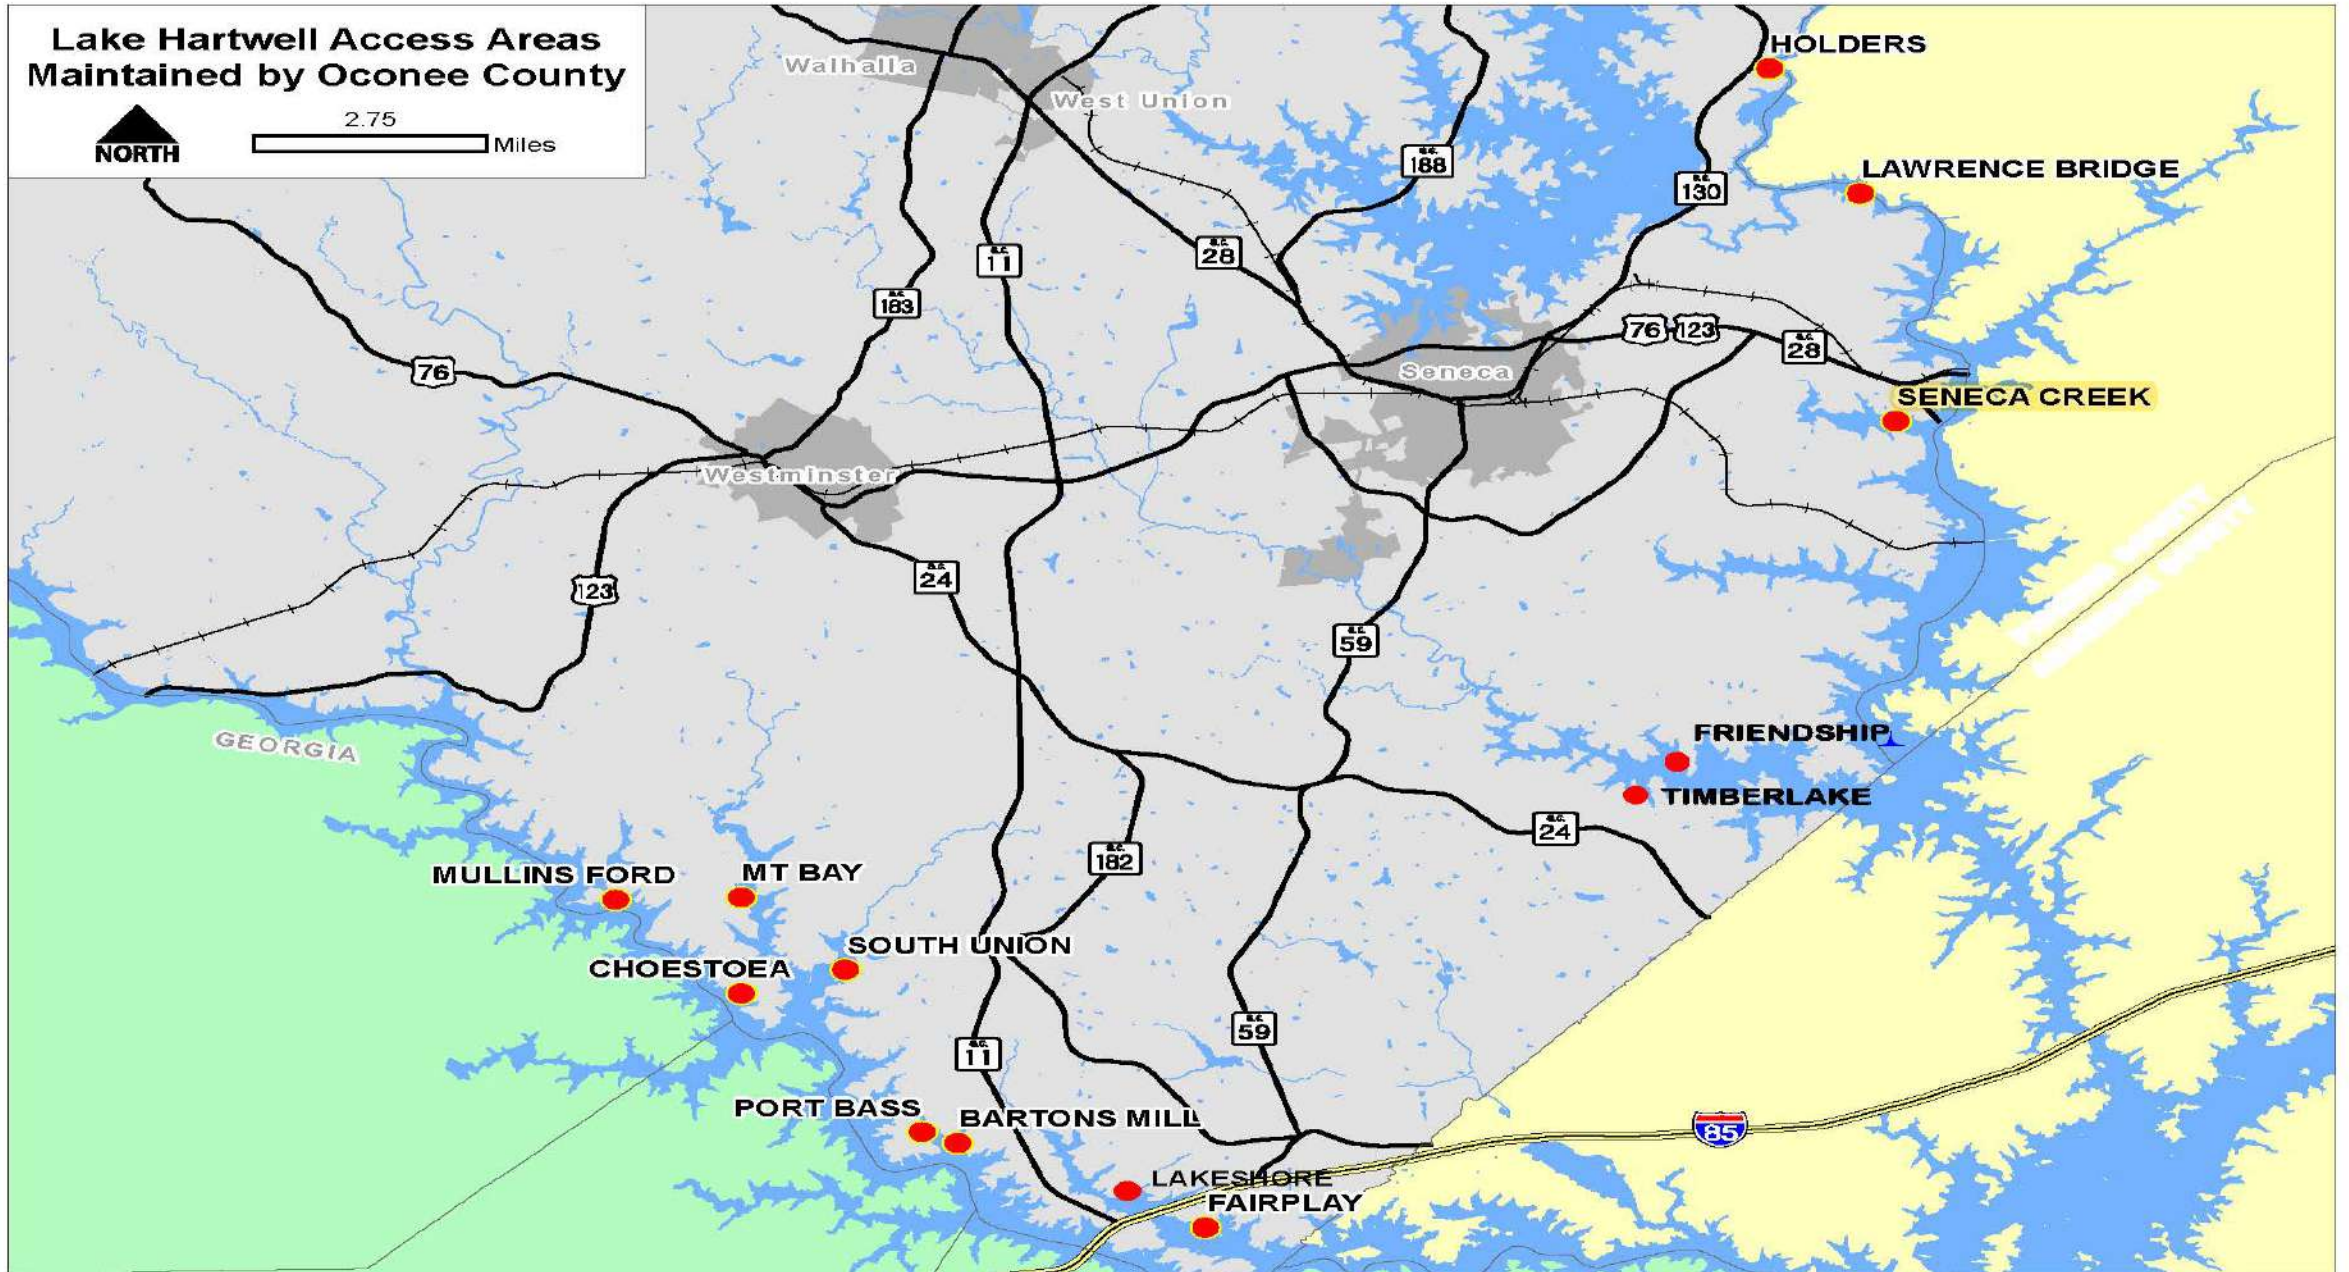 Lake Hartwell Access Areas
Maintained by Oconee County
2.75
Miles
NORTH
HOLDERS
Walhalla
West Union
188
LAWRENCE BRIDGE
130
28
11
183
76 123
28
76
Seneca
SENECA CREEK
Westminster
24
123
59
FRIENDSHIP
GEORGIA
TIMBERLAKE
24
182
MULLINS FORD
MT BAY
SOUTH UNION
CHOESTOEA
59
11
PORT BASS
BARTONS MILL
85
LAKESHORE
FAIRPLAY